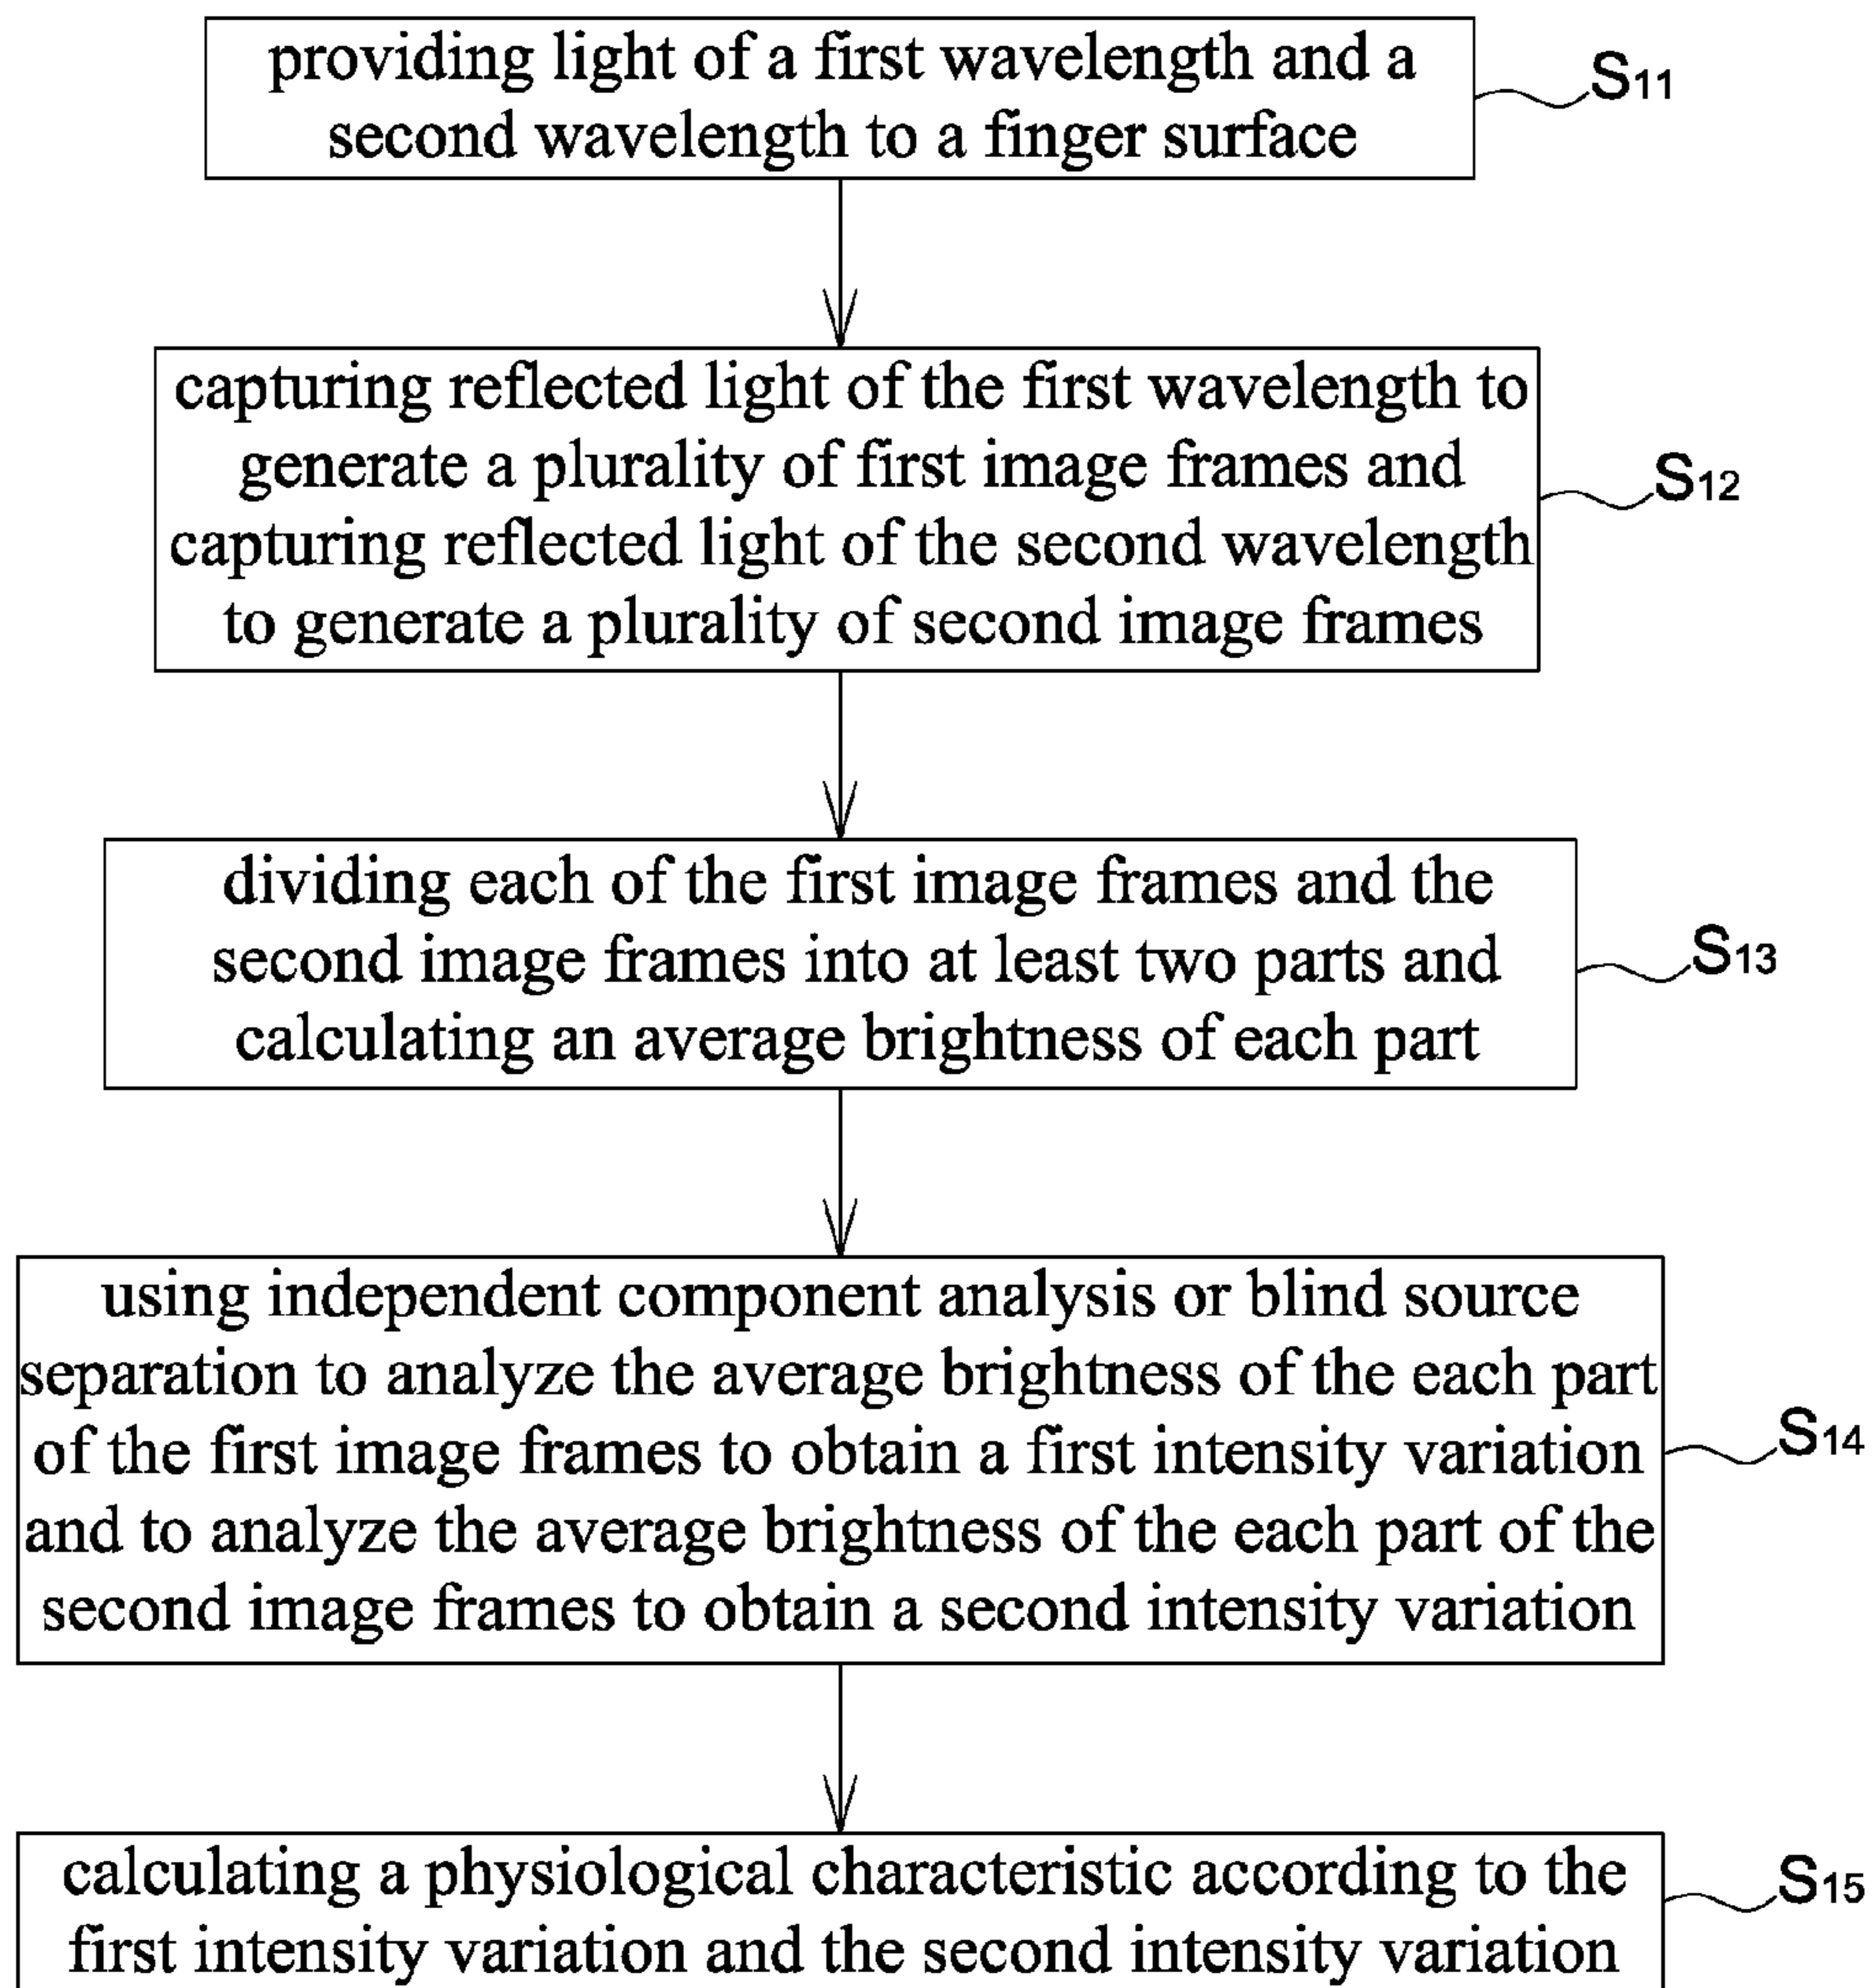 providing light of a first wavelength and a
second wavelength to a finger surface
S11
capturing reflected light of the first wavelength to
generate a plurality of first image frames and
capturing reflected light of the second wavelength
to generate a plurality of second image frames
S12
dividing each of the first image frames and the
second image frames into at least two parts and
calculating an average brightness of each part
S13
using independent component analysis or blind source
separation to analyze the average brightness of the each part
of the first image frames to obtain a first intensity variation
and to analyze the average brightness of the each part of the
second image frames to obtain a second intensity variation
S14
calculating a physiological characteristic according to the
first intensity variation and the second intensity variation
S15